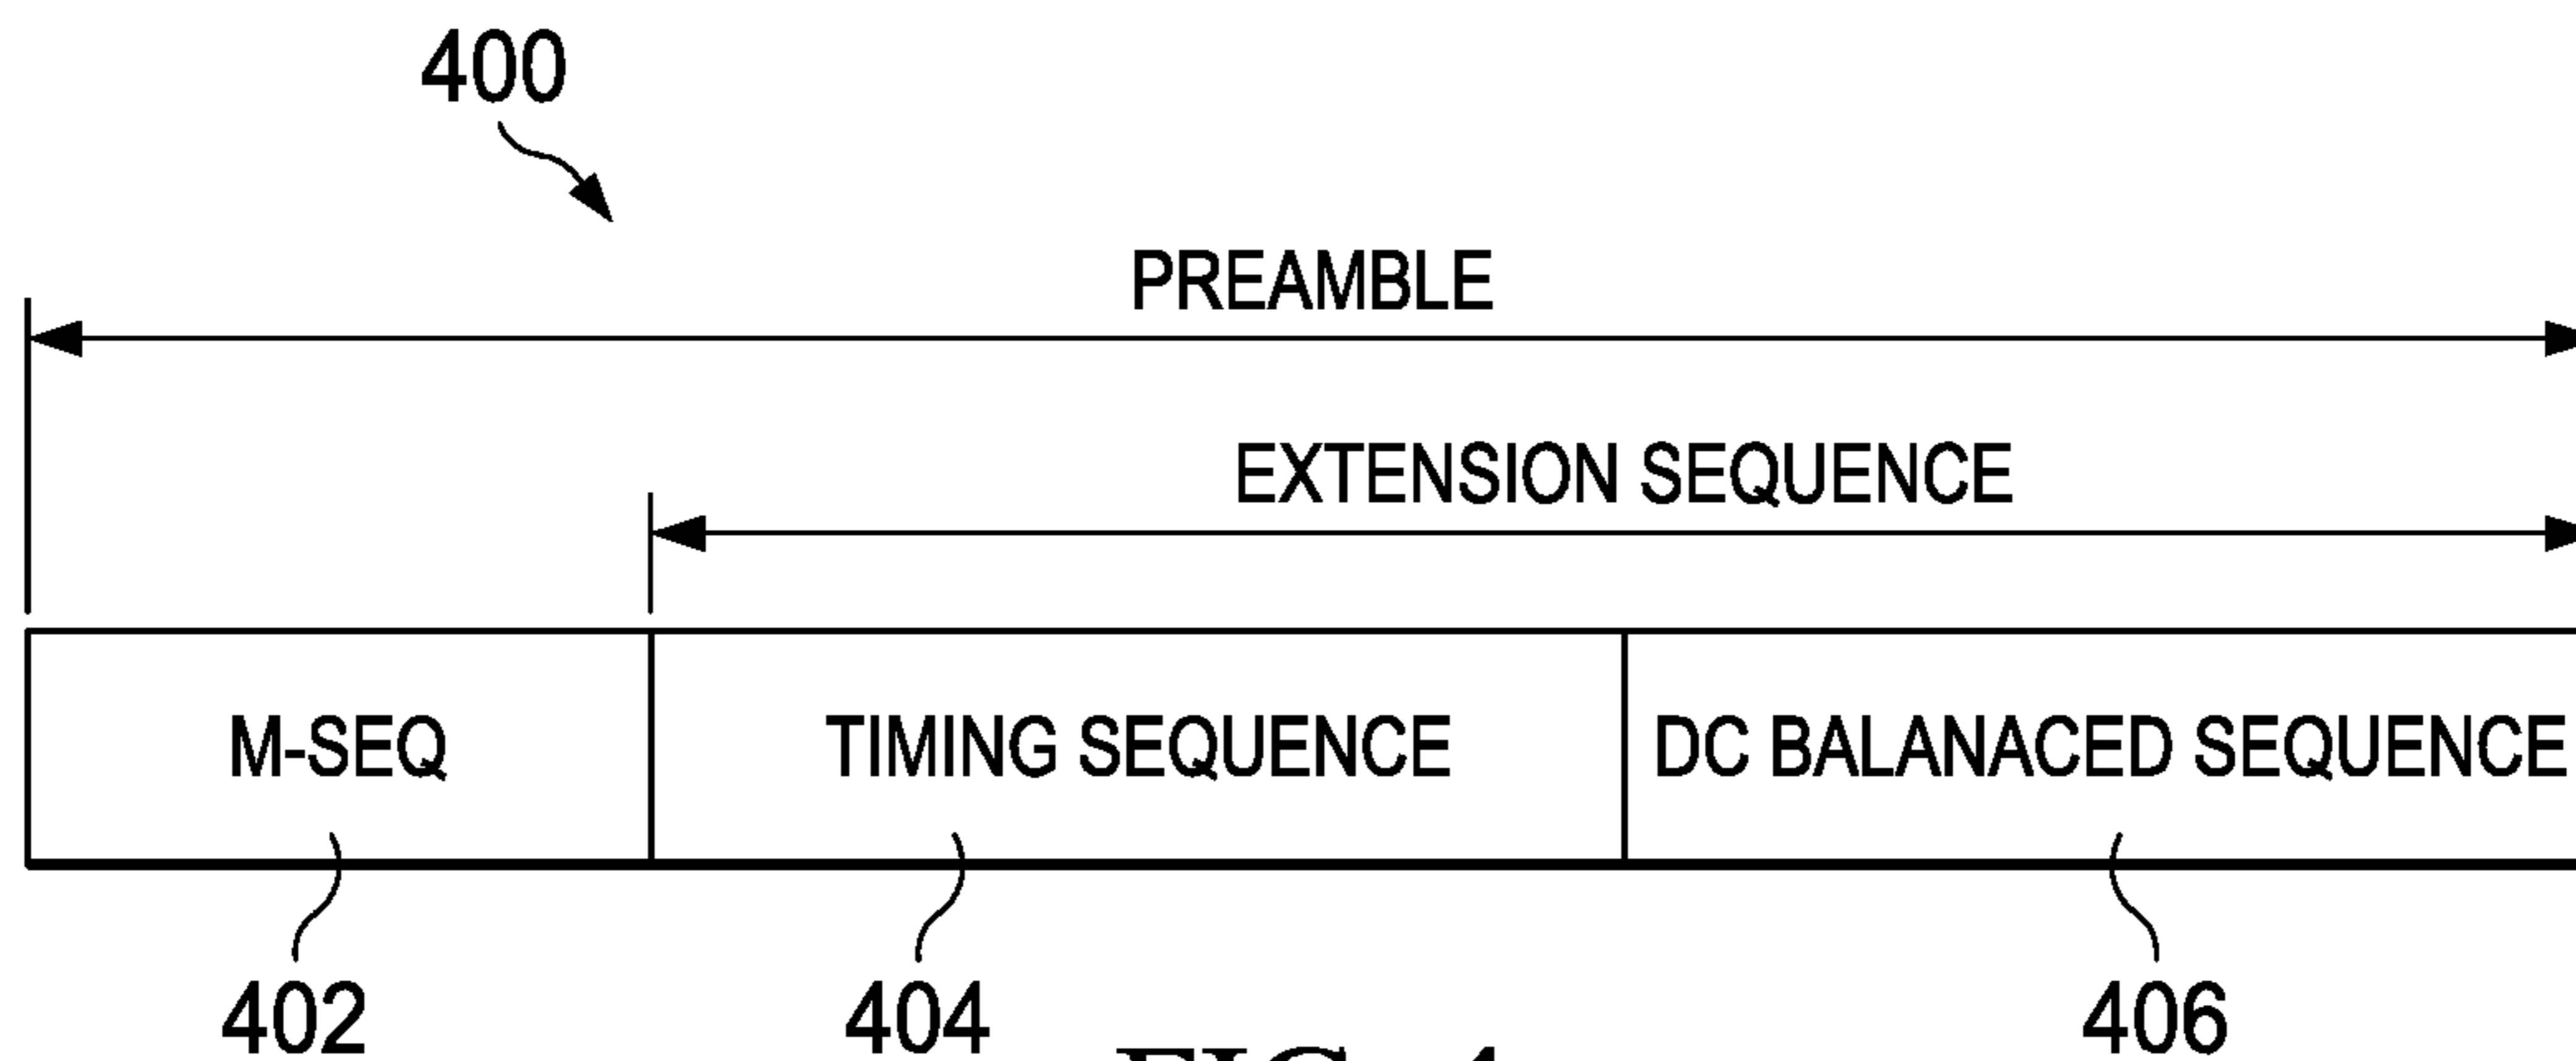 400
PREAMBLE
EXTENSION SEQUENCE
M-SEQ
TIMING SEQUENCE
DC BALANACED SEQUENCE
402
404
406